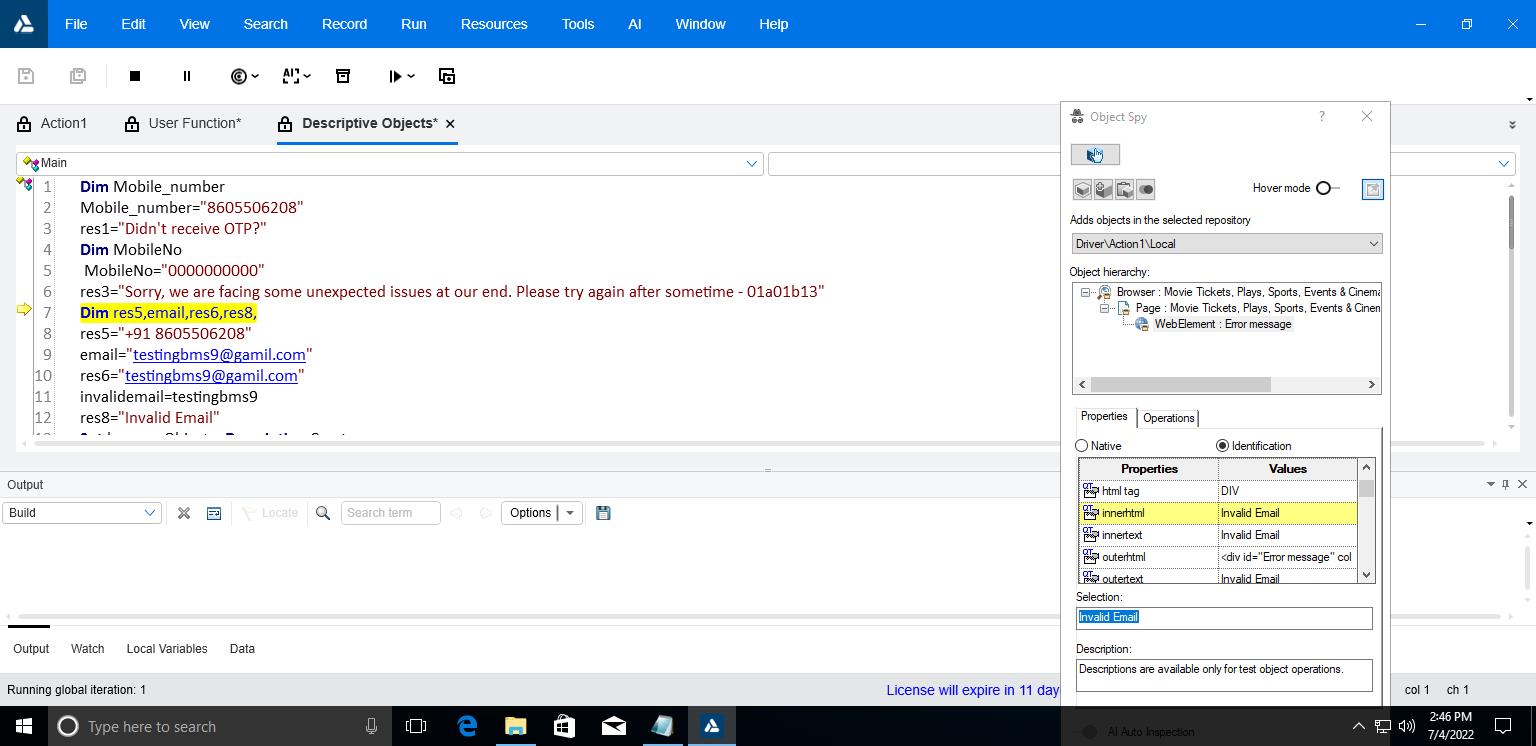 File Edit View Search Record Run Resources Tools AI Window Help
Action1 User Function* Descriptive Objects*
Main
1 Dim Mobile_number
2 Mobile_number="8605506208"
3 res1="Didn't receive OTP?"
4 Dim MobileNo
5 MobileNo="0000000000"
6 res3="Sorry, we are facing some unexpected issues at our end. Please try again after sometime - 01a01b13"
7 Dim res5,email,res6,res8,
8 res5="+91 8605506208"
9 email="testingbms9@gamil.com"
10 res6="testingbms9@gamil.com"
11 invalidemail=testingbms9
12 res8="Invalid Email"
Output
Build Locate Search term Options
Output Watch Local Variables Data
Running global iteration: 1
License will expire in 11 day
col 1 ch 1
Object Spy ?
Hover mode
Adds objects in the selected repository
Driver\Action1\Local
Object hierarchy:
Browser : Movie Tickets, Plays, Sports, Events & Cinema
Page : Movie Tickets, Plays, Sports, Events & Cinem
WebElement : Error message
Properties Operations
Native Identification
Properties Values
html tag DIV
innerhtml Invalid Email
innertext Invalid Email
outerhtml <div id="Error message" col
outertext Invalid Email
Selection:
Invalid Email
Description:
Descriptions are available only for test object operations.
AI Auto Inspection
Type here to search
2:46 PM
7/4/2022